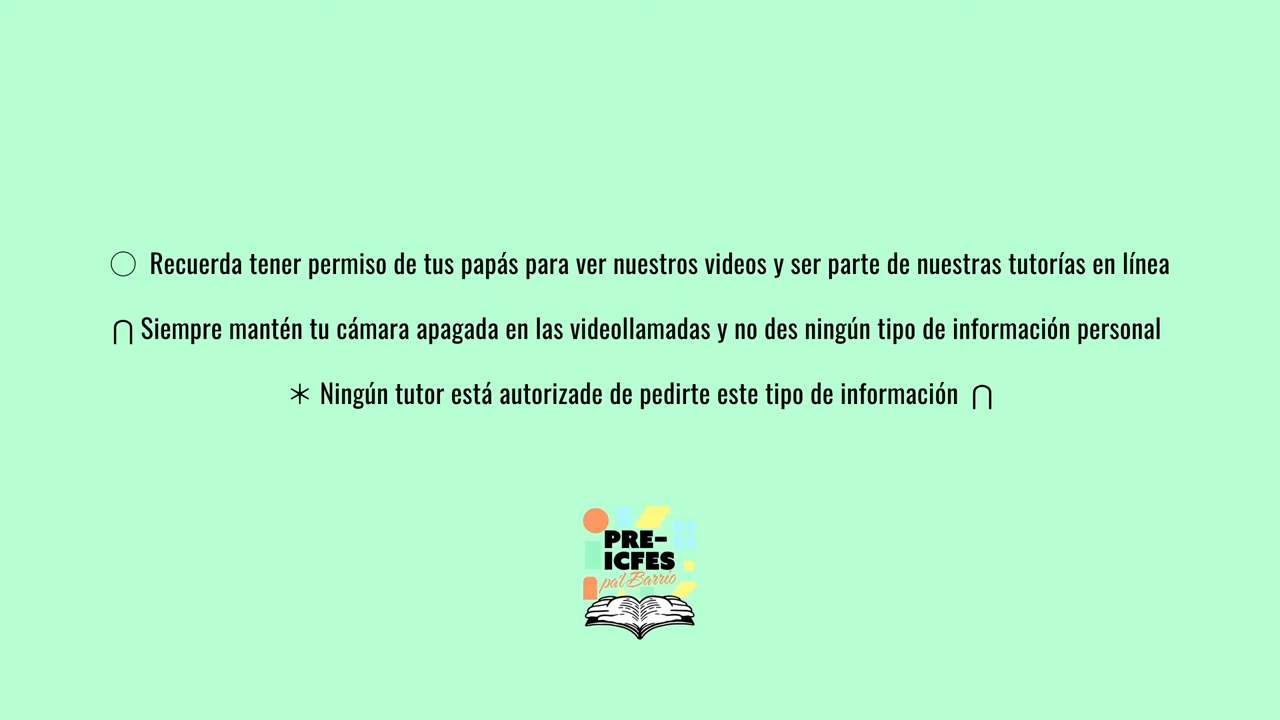 ◯ Recuerda tener permiso de tus papás para ver nuestros videos y ser parte de nuestras tutorías en línea
⋂ Siempre mantén tu cámara apagada en las videollamadas y no des ningún tipo de información personal
＊ Ningún tutor está autorizade de pedirte este tipo de información ⋂
PRE-
ICFES
pal Barrio